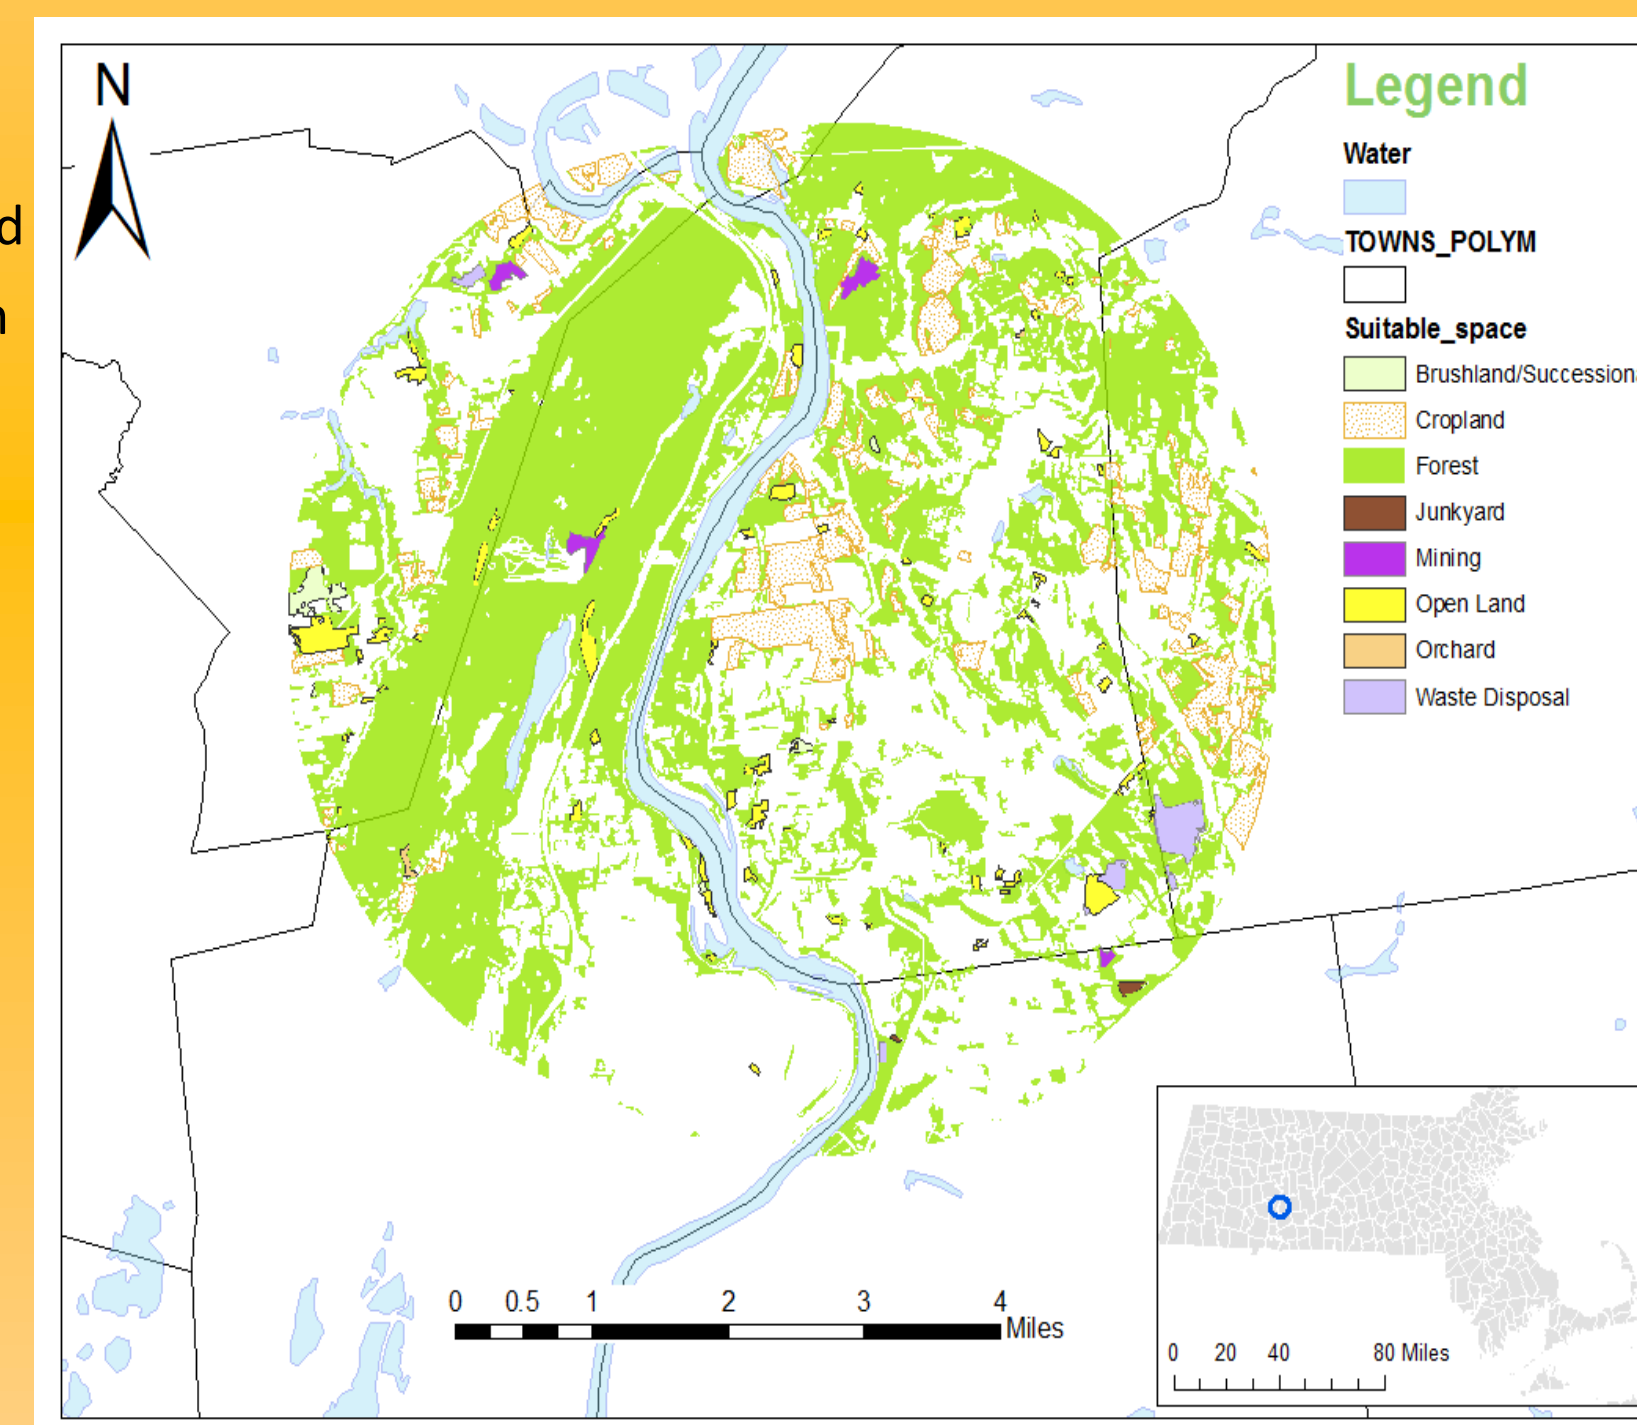 d
n
N
Legend
Water
TOWNS_POLYM
Suitable_space
Brushland/Successiona
Cropland
Forest
Junkyard
Mining
Open Land
Orchard
Waste Disposal
0 0.5 1 2 3 4
Miles
0 20 40 80 Miles